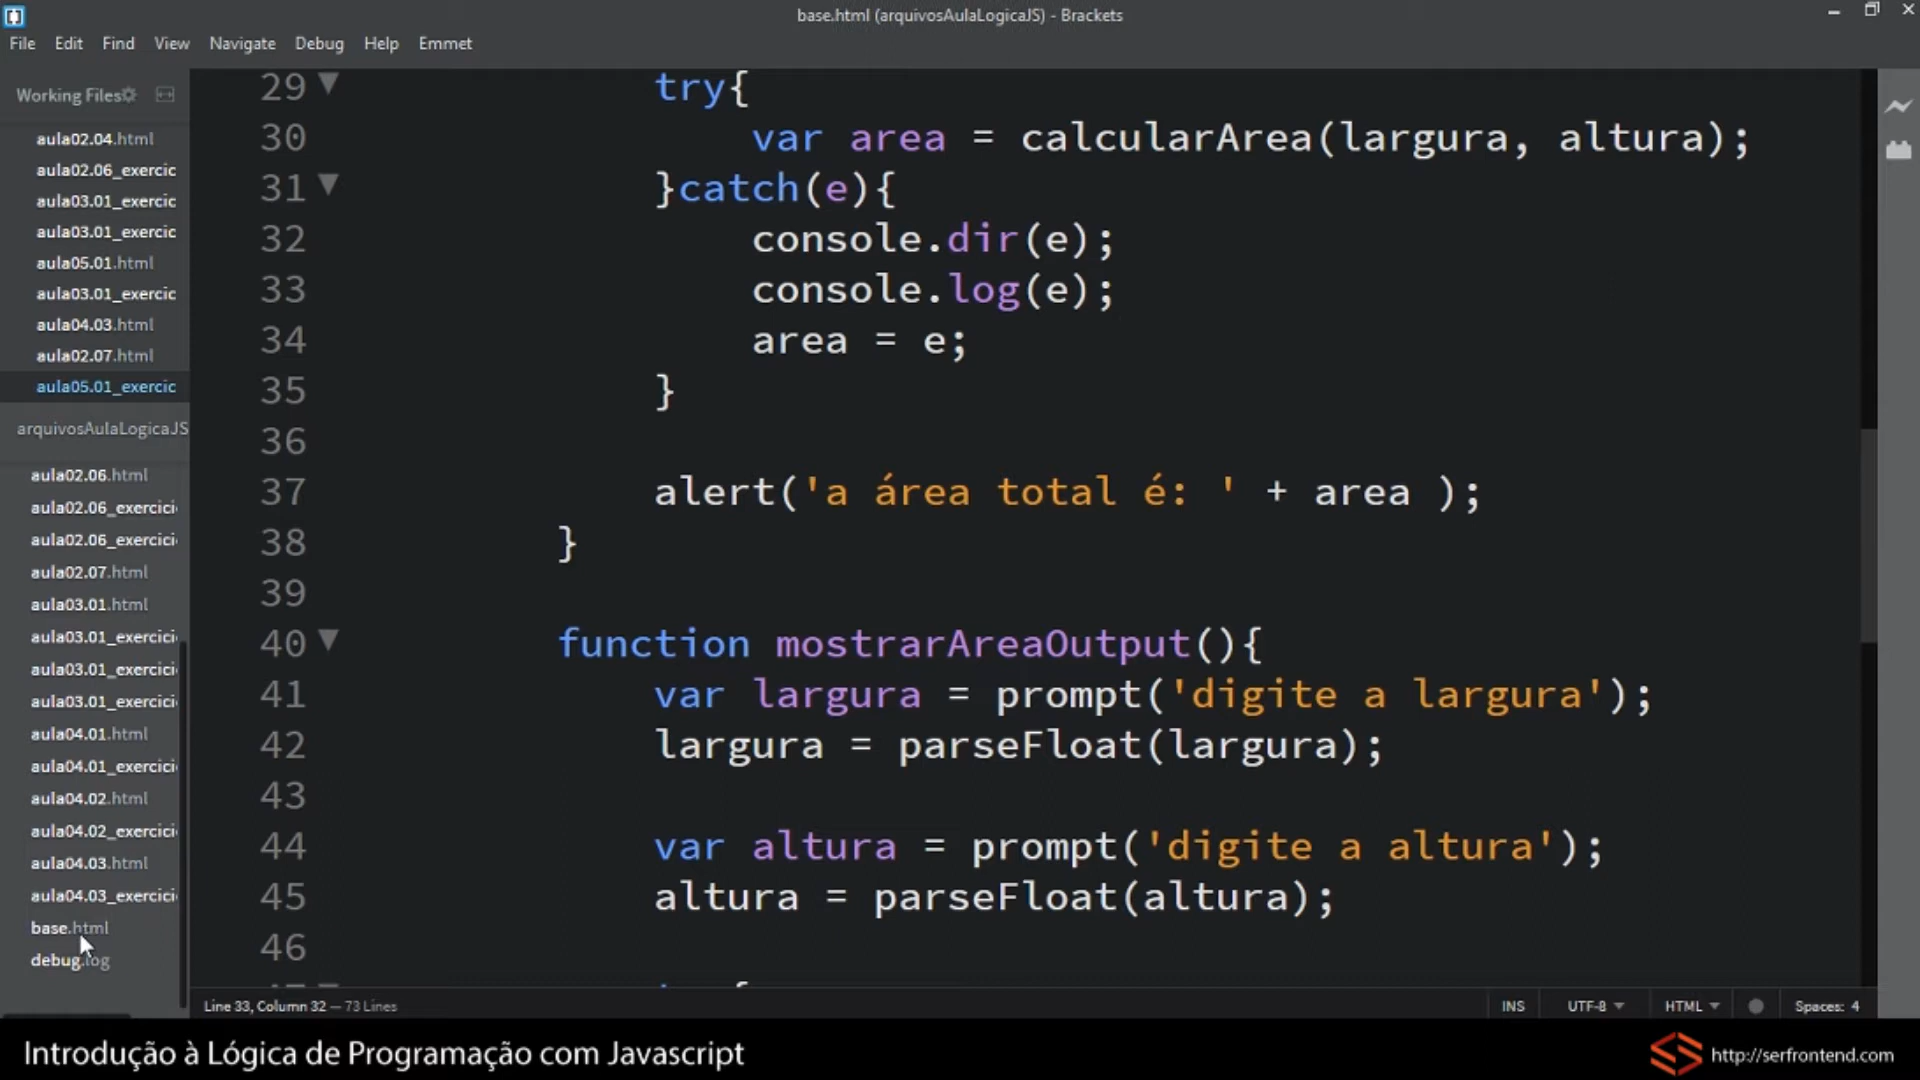 base.html (arquivosAulaLogicaJS) - Brackets
File Edit Find View Navigate Debug Help Emmet
Working Files
aula02.04.html
aula02.06_exercic
aula03.01_exercic
aula03.01_exercic
aula05.01.html
aula03.01_exercic
aula04.03.html
aula02.07.html
aula05.01_exercic
arquivosAulaLogicaJS
aula02.06.html
aula02.06_exercici
aula02.06_exercici
aula02.07.html
aula03.01.html
aula03.01_exercici
aula03.01_exercici
aula03.01_exercici
aula04.01.html
aula04.01_exercici
aula04.02.html
aula04.02_exercici
aula04.03.html
aula04.03_exercici
base.html
debug.log
29 try{
30 var area = calcularArea(largura, altura);
31 }catch(e){
32 console.dir(e);
33 console.log(e);
34 area = e;
35 }
36
37 alert('a área total é: ' + area );
38 }
39
40 function mostrarAreaOutput(){
41 var largura = prompt('digite a largura');
42 largura = parseFloat(largura);
43
44 var altura = prompt('digite a altura');
45 altura = parseFloat(altura);
46
Line 33, Column 32 — 73 Lines
INS UTF-8 HTML Spaces: 4
Introdução à Lógica de Programação com Javascript
http://serfrontend.com